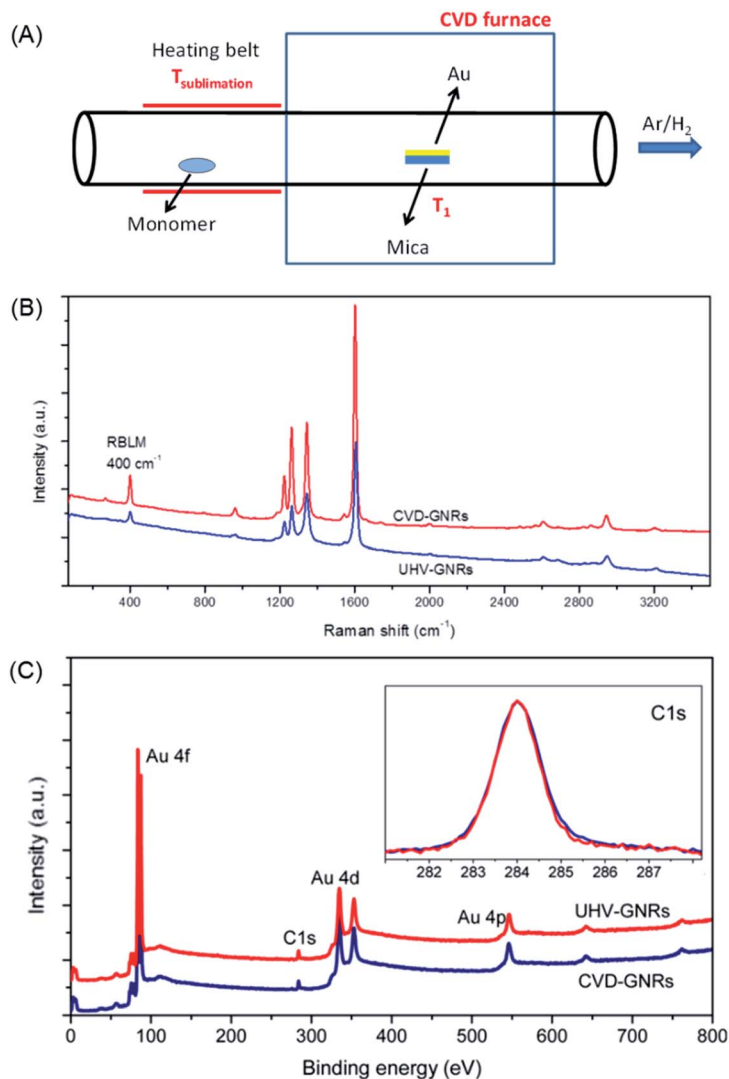 (A)
CVD furnace
Heating belt
T_sublimation
Au
Ar/H₂
Monomer
T₁
Mica
(B)
Intensity (a.u.)
RBLM
400 cm⁻¹
CVD-GNRs
UHV-GNRs
400 800 1200 1600 2000 2400 2800 3200
Raman shift (cm⁻¹)
(C)
Intensity (a.u.)
Au 4f
C1s
Au 4d
Au 4p
C1s
282 283 284 285 286 287
UHV-GNRs
CVD-GNRs
0 100 200 300 400 500 600 700 800
Binding energy (eV)